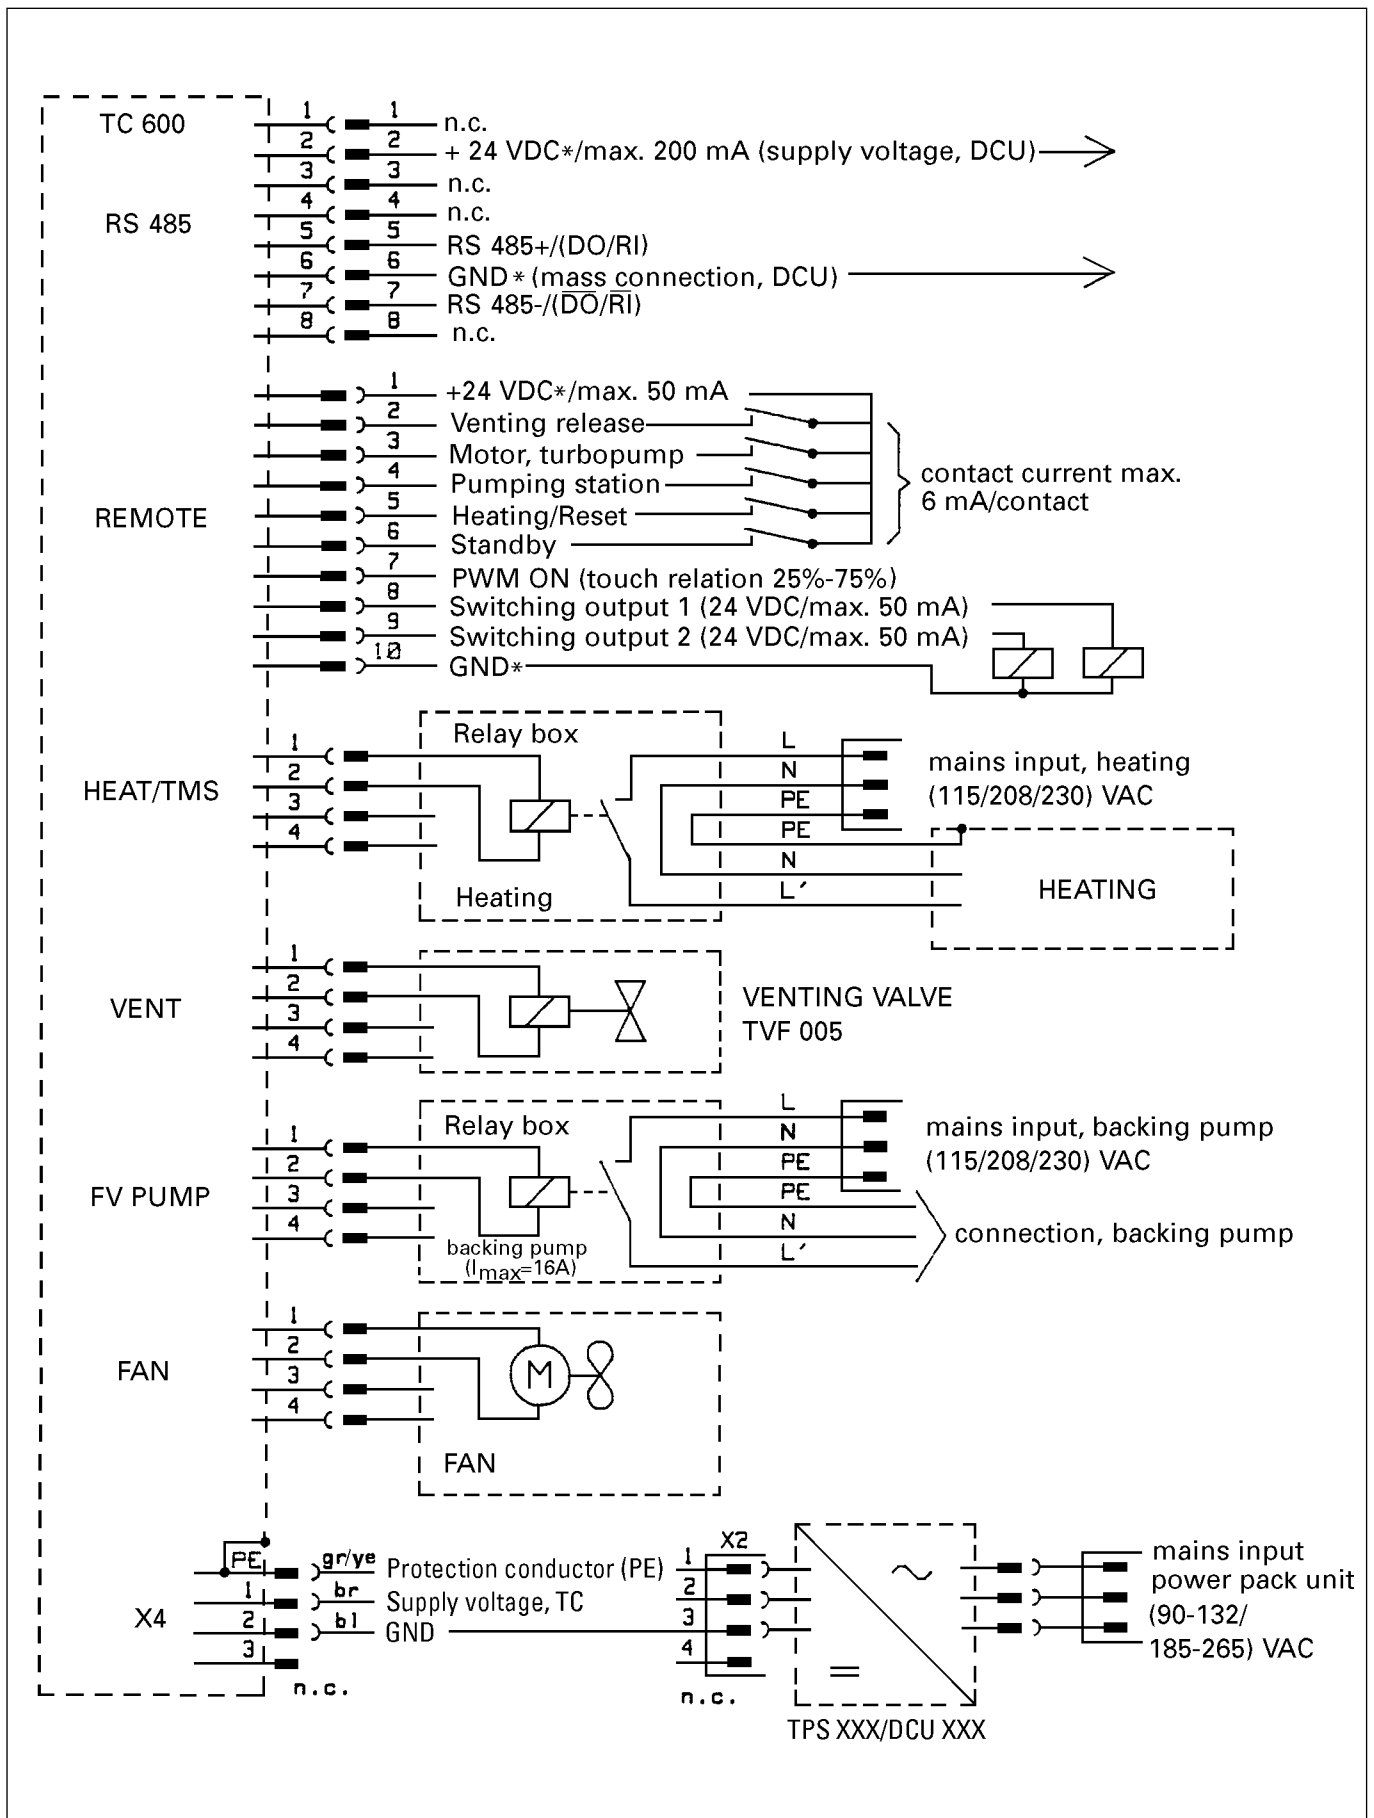 TC 600
RS 485
1 1 n.c.
2 2 + 24 VDC*/max. 200 mA (supply voltage, DCU)
3 3 n.c.
4 4 n.c.
5 5 RS 485+/(DO/RI)
6 6 GND* (mass connection, DCU)
7 7 RS 485-/(D̅O̅/R̅I̅)
8 8 n.c.
REMOTE
1 +24 VDC*/max. 50 mA
2 Venting release
3 Motor, turbopump
4 Pumping station
5 Heating/Reset
6 Standby
contact current max.
6 mA/contact
7 PWM ON (touch relation 25%-75%)
8 Switching output 1 (24 VDC/max. 50 mA)
9 Switching output 2 (24 VDC/max. 50 mA)
10 GND*
HEAT/TMS
1
2
3
4
Relay box
Heating
L
N
PE
PE
N
L′
mains input, heating
(115/208/230) VAC
HEATING
VENT
1
2
3
4
VENTING VALVE
TVF 005
FV PUMP
1
2
3
4
Relay box
backing pump
(Imax=16A)
L
N
PE
PE
N
L′
mains input, backing pump
(115/208/230) VAC
connection, backing pump
FAN
1
2
3
4
M
FAN
X4
PE gr/ye Protection conductor (PE)
1 br Supply voltage, TC
2 bl GND
3
n.c.
X2
1
2
3
4
n.c.
TPS XXX/DCU XXX
mains input
power pack unit
(90-132/
185-265) VAC